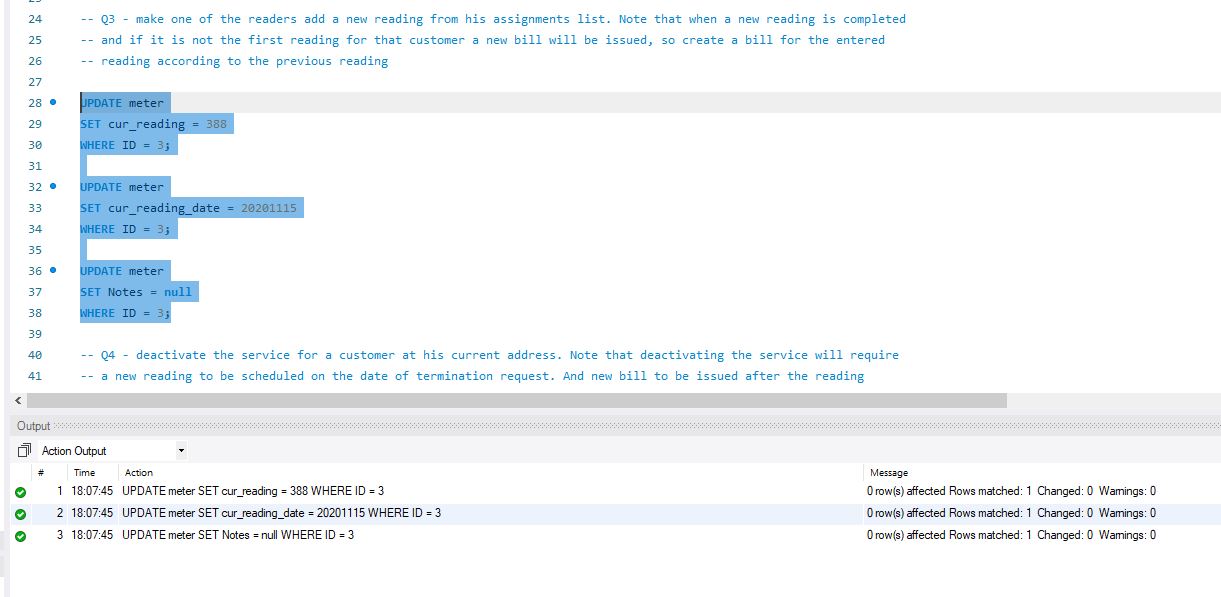 24 -- Q3 - make one of the readers add a new reading from his assignments list. Note that when a new reading is completed
25 -- and if it is not the first reading for that customer a new bill will be issued, so create a bill for the entered
26 -- reading according to the previous reading
27
28 UPDATE meter
29 SET cur_reading = 388
30 WHERE ID = 3;
31
32 UPDATE meter
33 SET cur_reading_date = 20201115
34 WHERE ID = 3;
35
36 UPDATE meter
37 SET Notes = null
38 WHERE ID = 3;
39
40 -- Q4 - deactivate the service for a customer at his current address. Note that deactivating the service will require
41 -- a new reading to be scheduled on the date of termination request. And new bill to be issued after the reading
Output
Action Output
# Time Action Message
1 18:07:45 UPDATE meter SET cur_reading = 388 WHERE ID = 3 0 row(s) affected Rows matched: 1 Changed: 0 Warnings: 0
2 18:07:45 UPDATE meter SET cur_reading_date = 20201115 WHERE ID = 3 0 row(s) affected Rows matched: 1 Changed: 0 Warnings: 0
3 18:07:45 UPDATE meter SET Notes = null WHERE ID = 3 0 row(s) affected Rows matched: 1 Changed: 0 Warnings: 0